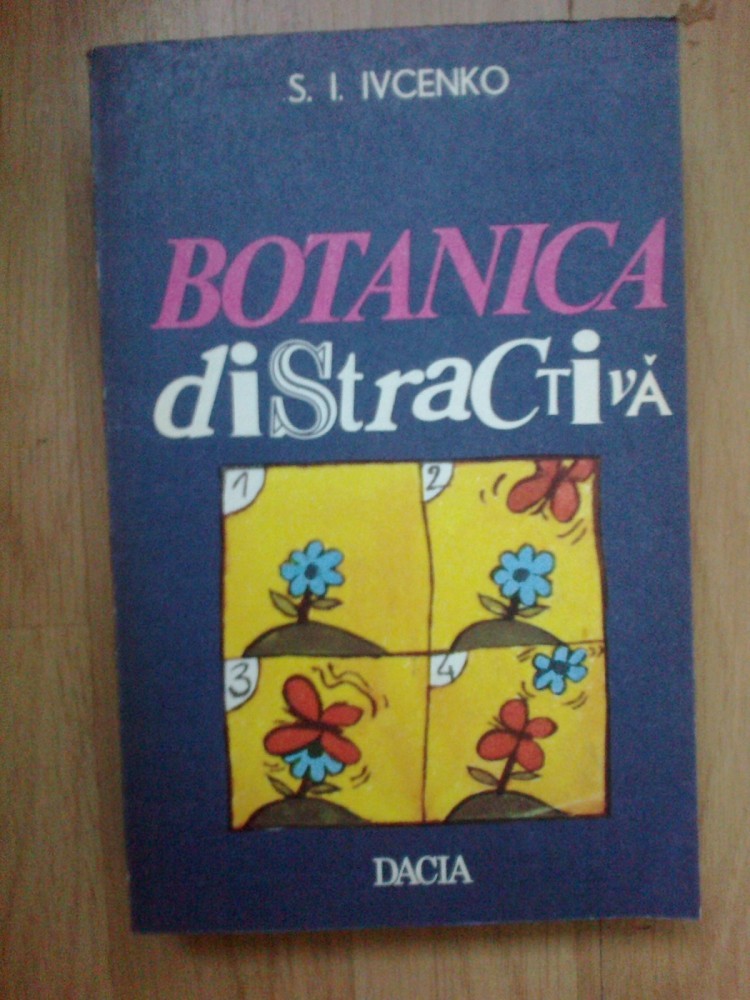 S. I. IVCENKO
BOTANICA
diStraCTivĂ
1
2
3
4
DACIA